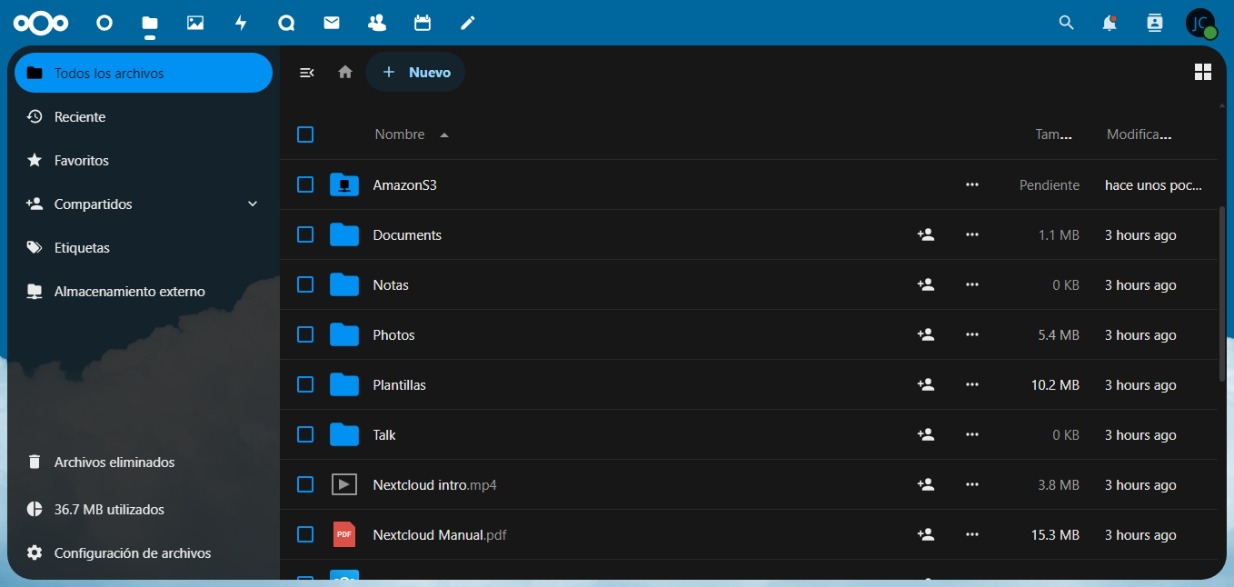 JC
Todos los archivos
Nuevo
Reciente
Nombre Tam... Modifica...
Favoritos
AmazonS3 Pendiente hace unos poc...
Compartidos
Documents 1.1 MB 3 hours ago
Etiquetas
Notas 0 KB 3 hours ago
Almacenamiento externo
Photos 5.4 MB 3 hours ago
Plantillas 10.2 MB 3 hours ago
Talk 0 KB 3 hours ago
Archivos eliminados
Nextcloud intro.mp4 3.8 MB 3 hours ago
36.7 MB utilizados
PDF Nextcloud Manual.pdf 15.3 MB 3 hours ago
Configuración de archivos